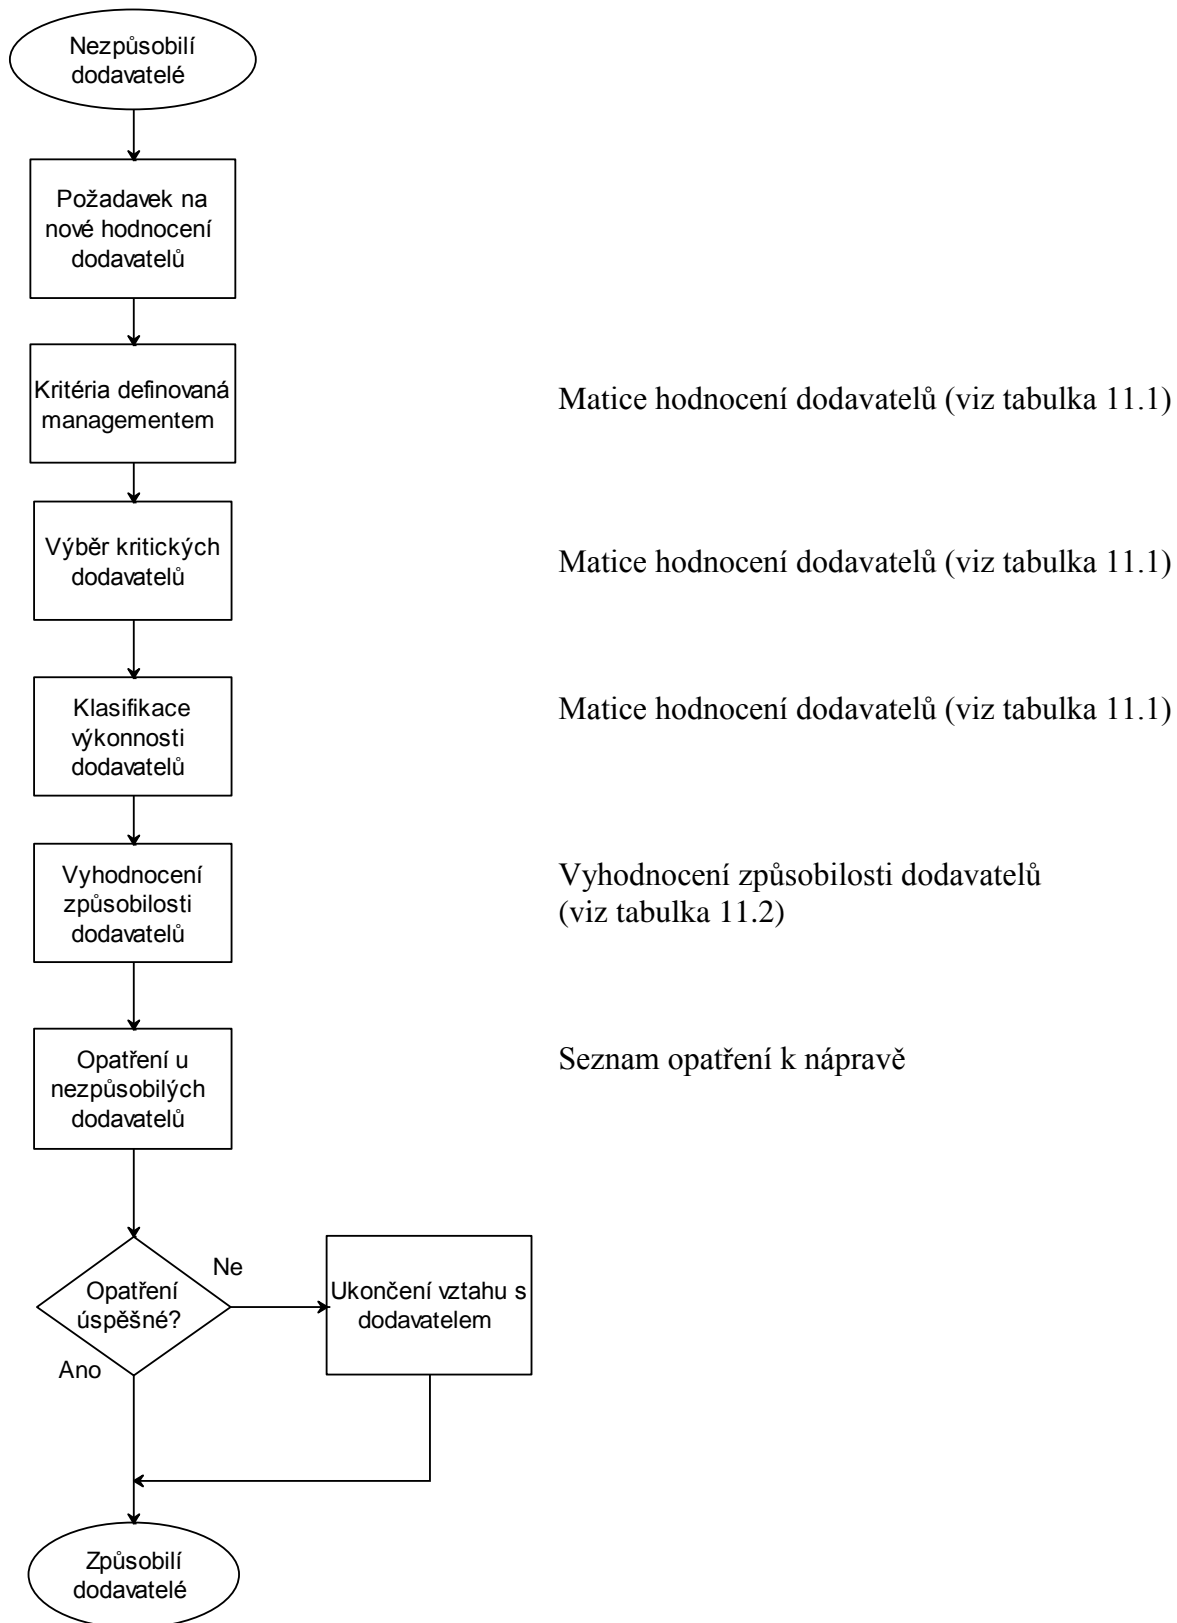 Nezpůsobilí
dodavatelé
Požadavek na
nové hodnocení
dodavatelů
Kritéria definovaná
managementem
Matice hodnocení dodavatelů (viz tabulka 11.1)
Výběr kritických
dodavatelů
Matice hodnocení dodavatelů (viz tabulka 11.1)
Klasifikace
výkonnosti
dodavatelů
Matice hodnocení dodavatelů (viz tabulka 11.1)
Vyhodnocení
způsobilosti
dodavatelů
Vyhodnocení způsobilosti dodavatelů
(viz tabulka 11.2)
Opatření u
nezpůsobilých
dodavatelů
Seznam opatření k nápravě
Opatření
úspěšné?
Ne
Ukončení vztahu s
dodavatelem
Ano
Způsobilí
dodavatelé